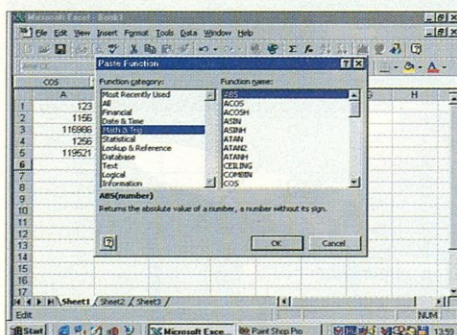 Microsoft Excel - Book1
File Edit View Insert Format Tools Data Window Help
COS
A
G
H
1 123
2 1156
3 116986
4 1256
5 119521
6
7
8
9
10
11
12
13
14
15
16
17
Paste Function
Function category:
Most Recently Used
All
Financial
Date & Time
Math & Trig
Statistical
Lookup & Reference
Database
Text
Logical
Information
Function name:
ABS
ACOS
ACOSH
ASIN
ASINH
ATAN
ATAN2
ATANH
CEILING
COMBIN
COS
ABS(number)
Returns the absolute value of a number, a number without its sign.
OK
Cancel
Sheet1 Sheet2 Sheet3
Edit
NUM
Start
Microsoft Exce...
Paint Shop Pro
13:59